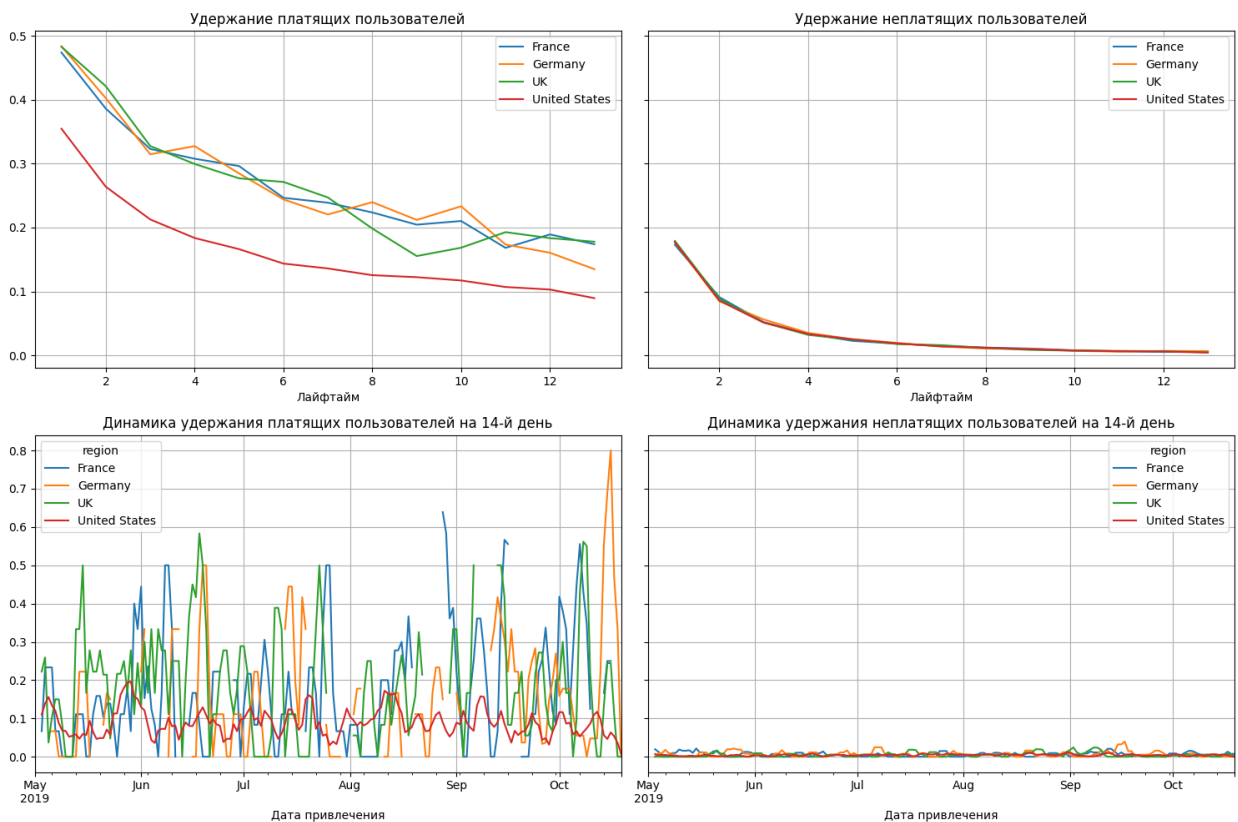 Удержание платящих пользователей
0.5
0.4
0.3
0.2
0.1
0.0
2
4
6
8
10
12
Лайфтайм
France
Germany
UK
United States
Удержание неплатящих пользователей
2
4
6
8
10
12
Лайфтайм
France
Germany
UK
United States
Динамика удержания платящих пользователей на 14-й день
0.8
0.7
0.6
0.5
0.4
0.3
0.2
0.1
0.0
region
France
Germany
UK
United States
May
2019
Jun
Jul
Aug
Sep
Oct
Дата привлечения
Динамика удержания неплатящих пользователей на 14-й день
region
France
Germany
UK
United States
May
2019
Jun
Jul
Aug
Sep
Oct
Дата привлечения